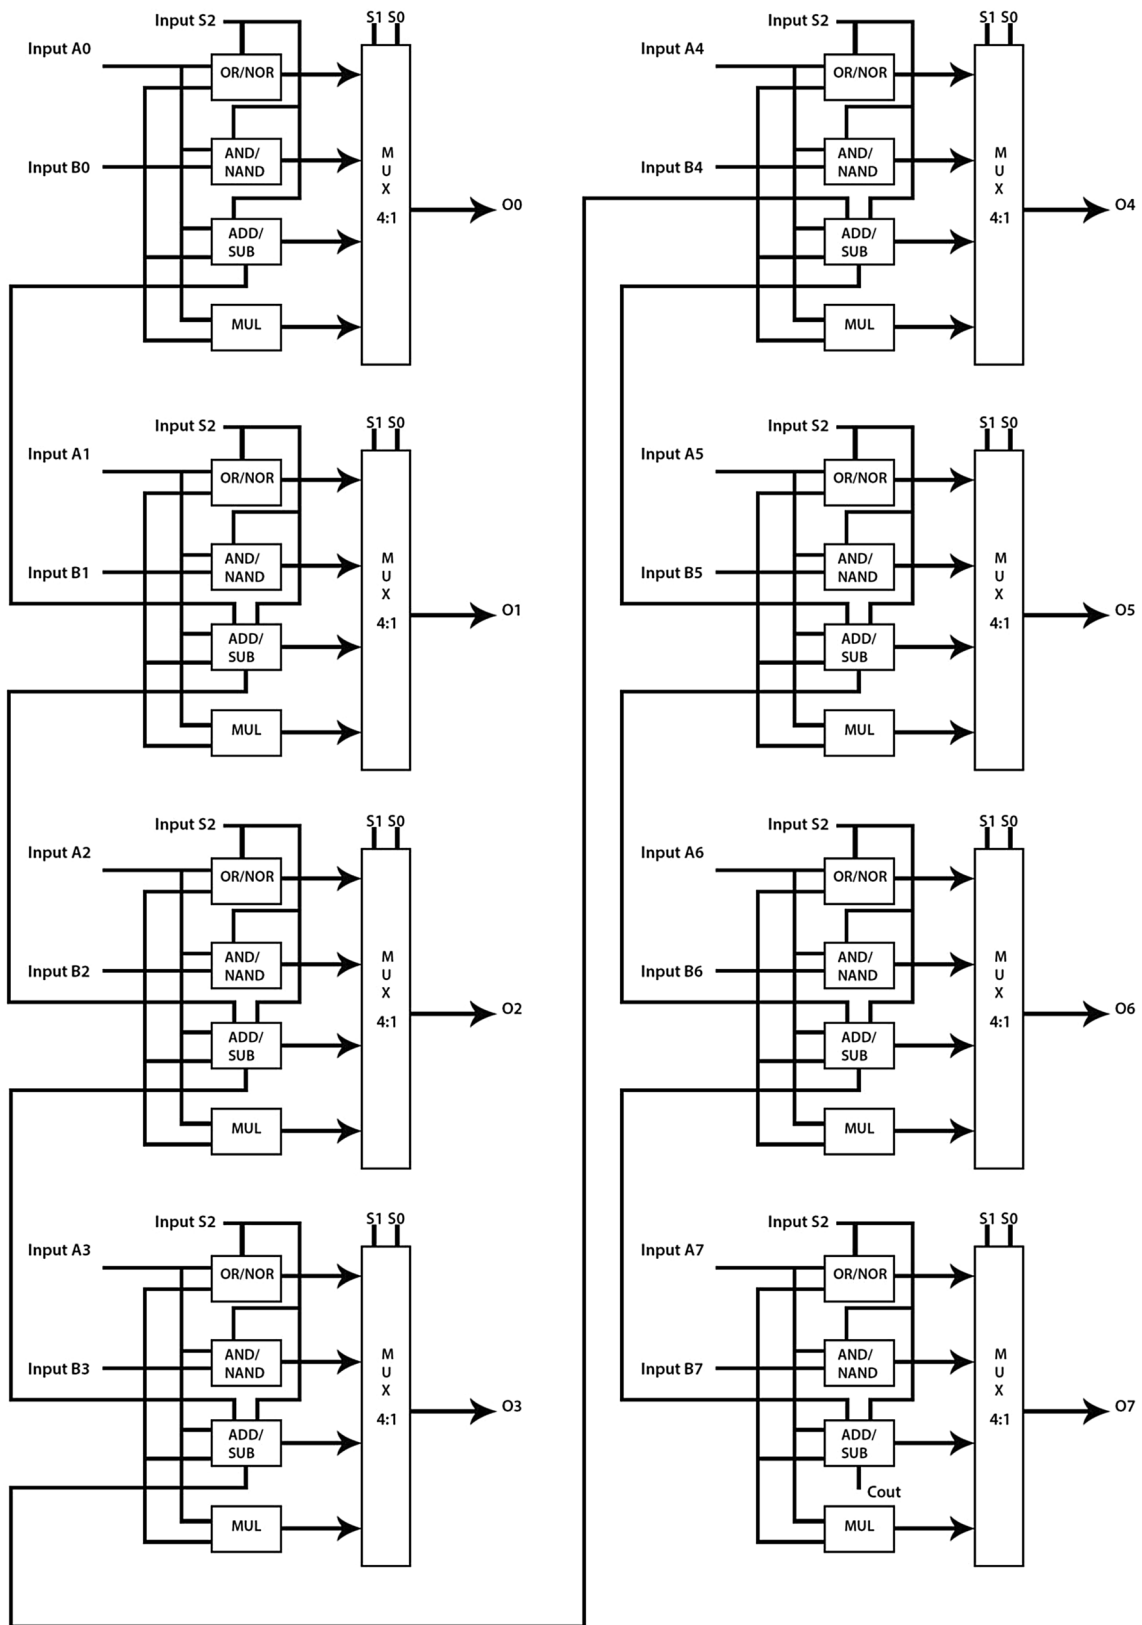 Input S2
S1 S0
Input A0
OR/NOR
Input B0
AND/
NAND
ADD/
SUB
MUL
M
U
X
4:1
O0
Input S2
S1 S0
Input A1
OR/NOR
Input B1
AND/
NAND
ADD/
SUB
MUL
M
U
X
4:1
O1
Input S2
S1 S0
Input A2
OR/NOR
Input B2
AND/
NAND
ADD/
SUB
MUL
M
U
X
4:1
O2
Input S2
S1 S0
Input A3
OR/NOR
Input B3
AND/
NAND
ADD/
SUB
MUL
M
U
X
4:1
O3
Input S2
S1 S0
Input A4
OR/NOR
Input B4
AND/
NAND
ADD/
SUB
MUL
M
U
X
4:1
O4
Input S2
S1 S0
Input A5
OR/NOR
Input B5
AND/
NAND
ADD/
SUB
MUL
M
U
X
4:1
O5
Input S2
S1 S0
Input A6
OR/NOR
Input B6
AND/
NAND
ADD/
SUB
MUL
M
U
X
4:1
O6
Input S2
S1 S0
Input A7
OR/NOR
Input B7
AND/
NAND
ADD/
SUB
Cout
MUL
M
U
X
4:1
O7